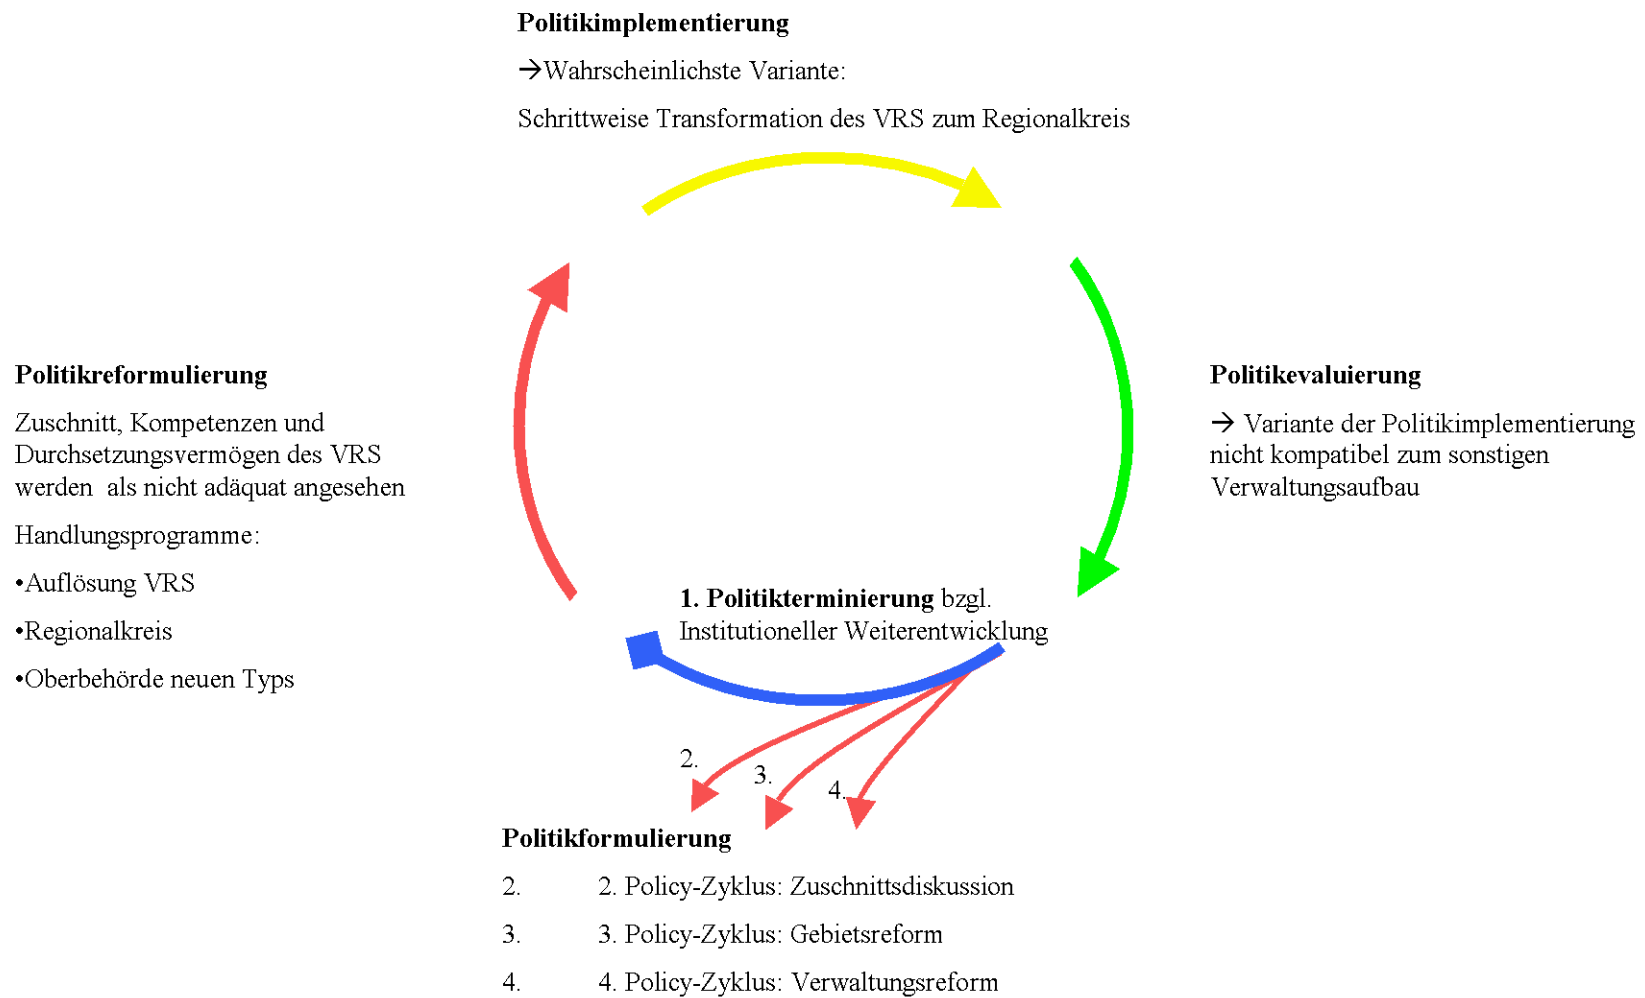 Politikimplementierung
→Wahrscheinlichste Variante:
Schrittweise Transformation des VRS zum Regionalkreis
Politikreformulierung
Zuschnitt, Kompetenzen und
Durchsetzungsvermögen des VRS
werden als nicht adäquat angesehen
Handlungsprogramme:
•Auflösung VRS
•Regionalkreis
•Oberbehörde neuen Typs
Politikevaluierung
→ Variante der Politikimplementierung
nicht kompatibel zum sonstigen
Verwaltungsaufbau
1. Politikterminierung bzgl.
Institutioneller Weiterentwicklung
2.
3.
4.
Politikformulierung
2. 2. Policy-Zyklus: Zuschnittsdiskussion
3. 3. Policy-Zyklus: Gebietsreform
4. 4. Policy-Zyklus: Verwaltungsreform